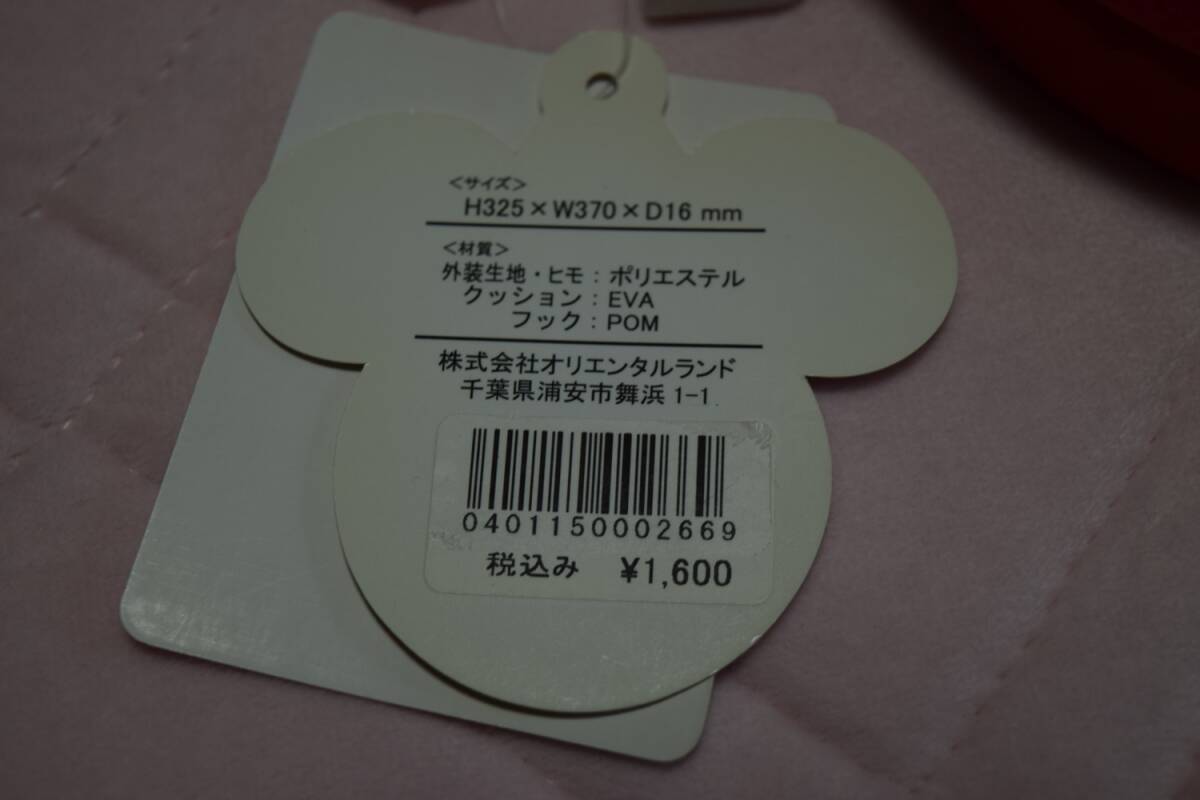 <サイズ>
H325×W370×D16 mm
<材質>
外装生地・ヒモ：ポリエステル
クッション：EVA
フック：POM
株式会社オリエンタルランド
千葉県浦安市舞浜1-1
0401150002669
税込み ¥1,600